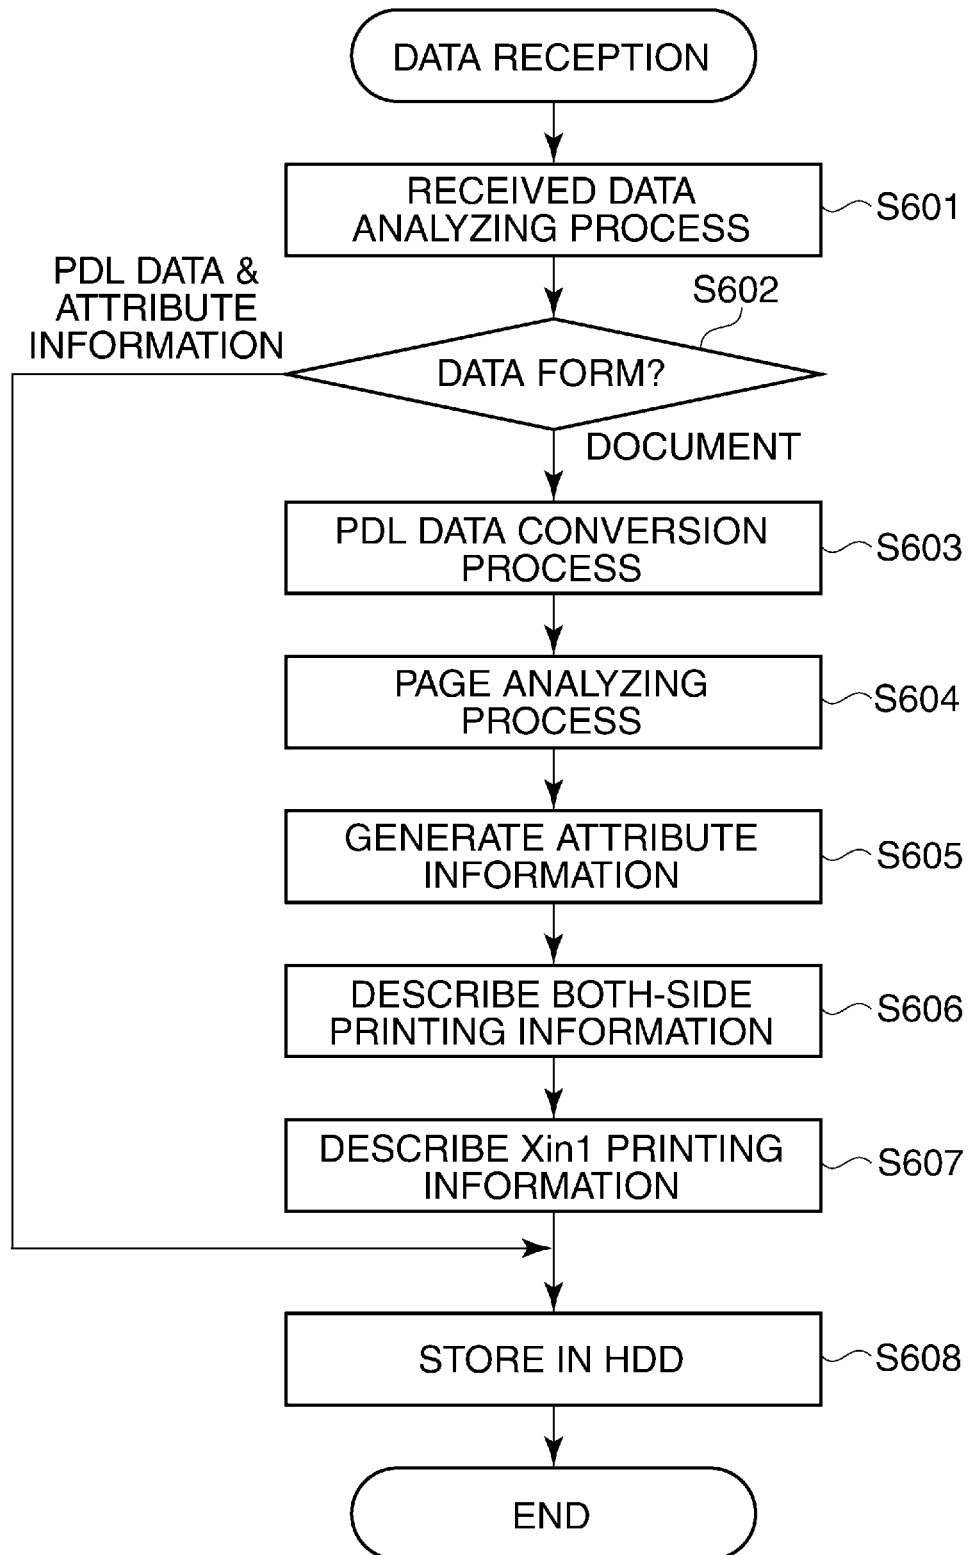 DATA RECEPTION
RECEIVED DATA
ANALYZING PROCESS
S601
PDL DATA &
ATTRIBUTE
INFORMATION
S602
DATA FORM?
DOCUMENT
PDL DATA CONVERSION
PROCESS
S603
PAGE ANALYZING
PROCESS
S604
GENERATE ATTRIBUTE
INFORMATION
S605
DESCRIBE BOTH-SIDE
PRINTING INFORMATION
S606
DESCRIBE Xin1 PRINTING
INFORMATION
S607
STORE IN HDD
S608
END